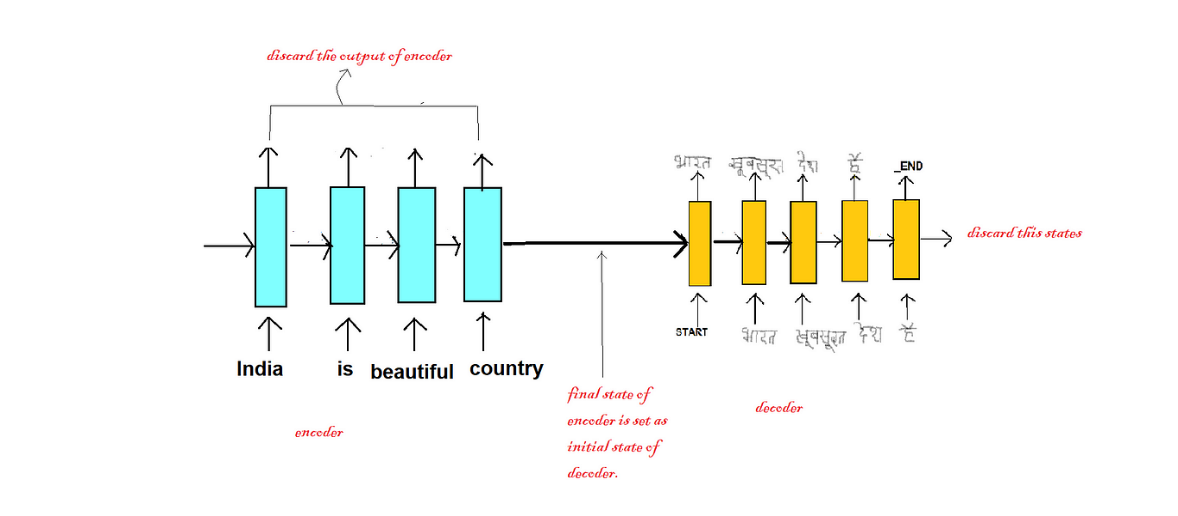 discard the output of encoder
भारत खूबसूरत देश हैं _END
discard this states
START भारत खूबसूरत देश हैं
India is beautiful country
final state of
encoder is set as
initial state of
decoder.
decoder
encoder